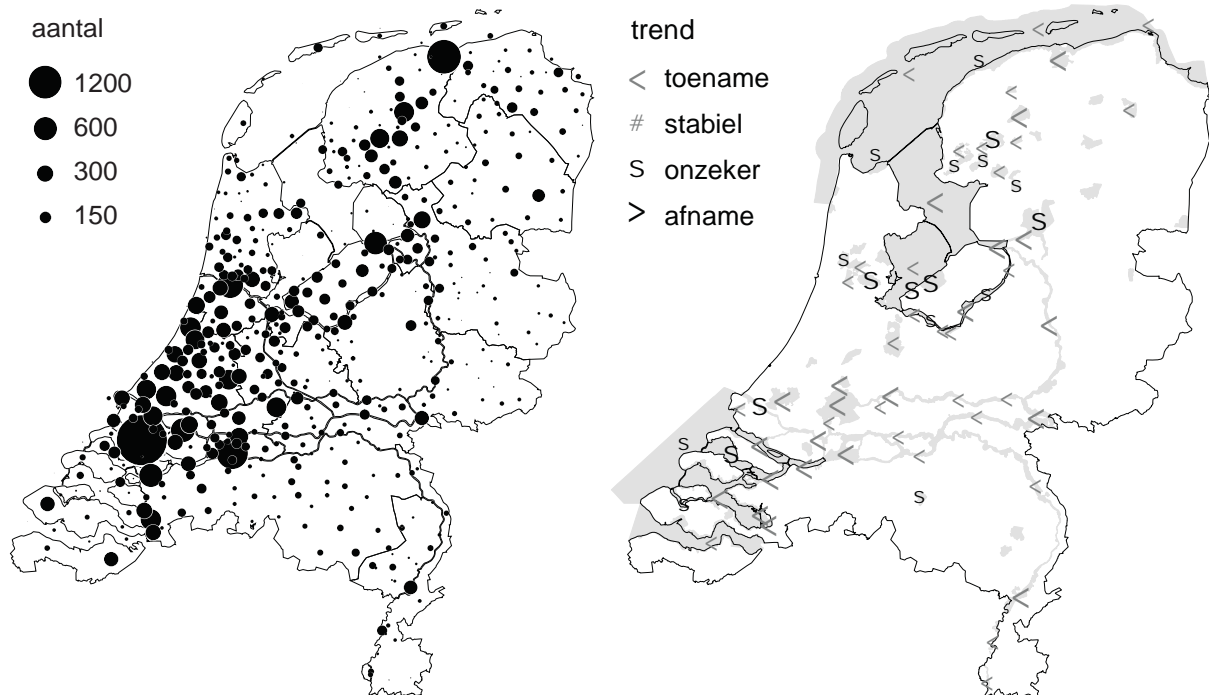 aantal
1200
600
300
150
trend
< toename
# stabiel
S onzeker
> afname